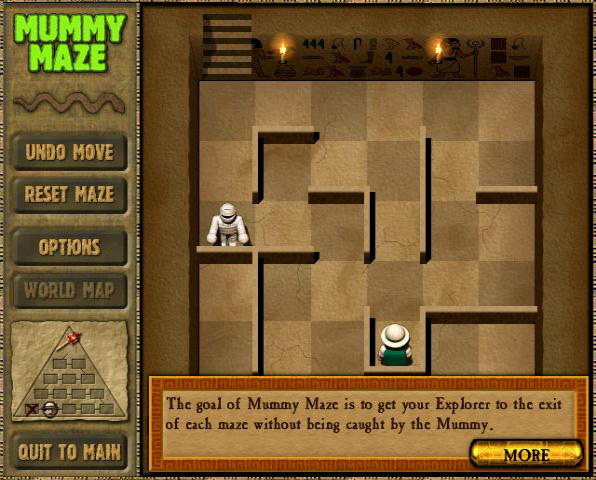 MUMMY
MAZE
UNDO MOVE
RESET MAZE
OPTIONS
WORLD MAP
QUIT TO MAIN
The goal of Mummy Maze is to get your Explorer to the exit
of each maze without being caught by the Mummy.
MORE